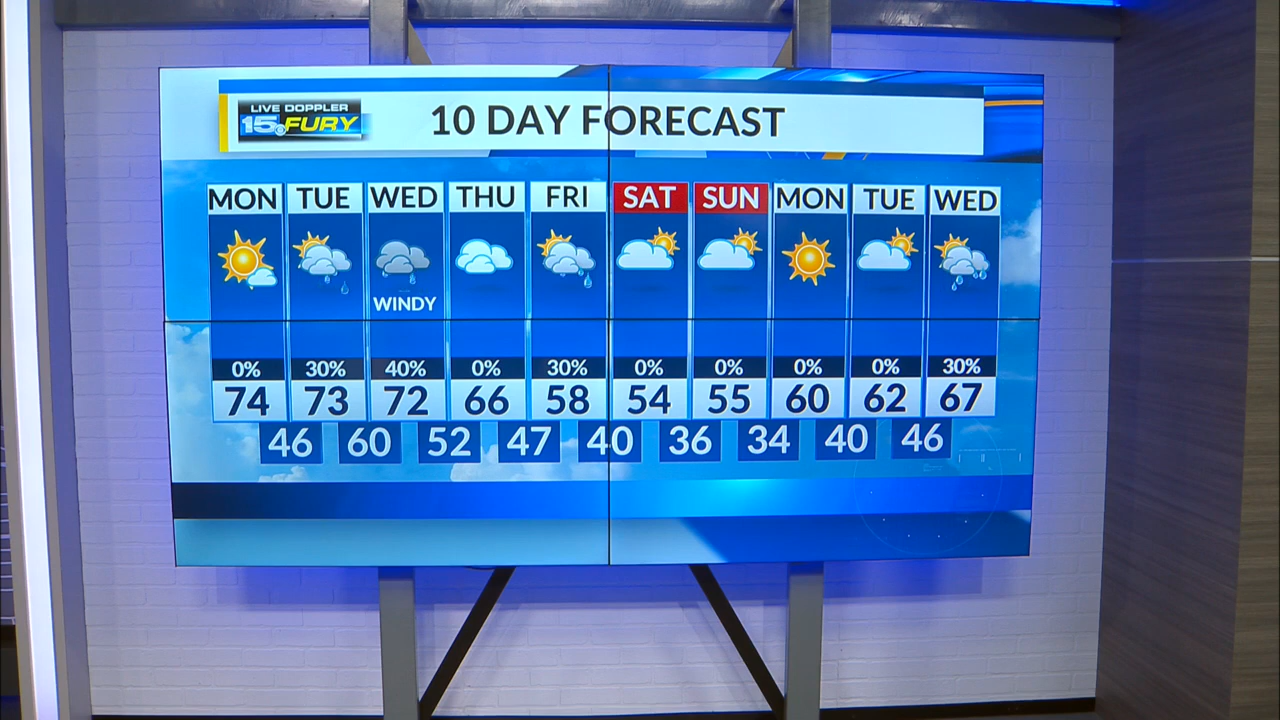 LIVE DOPPLER
15 FURY
10 DAY FORECAST
MON TUE WED THU FRI SAT SUN MON TUE WED
WINDY
0% 30% 40% 0% 30% 0% 0% 0% 0% 30%
74 73 72 66 58 54 55 60 62 67
46 60 52 47 40 36 34 40 46